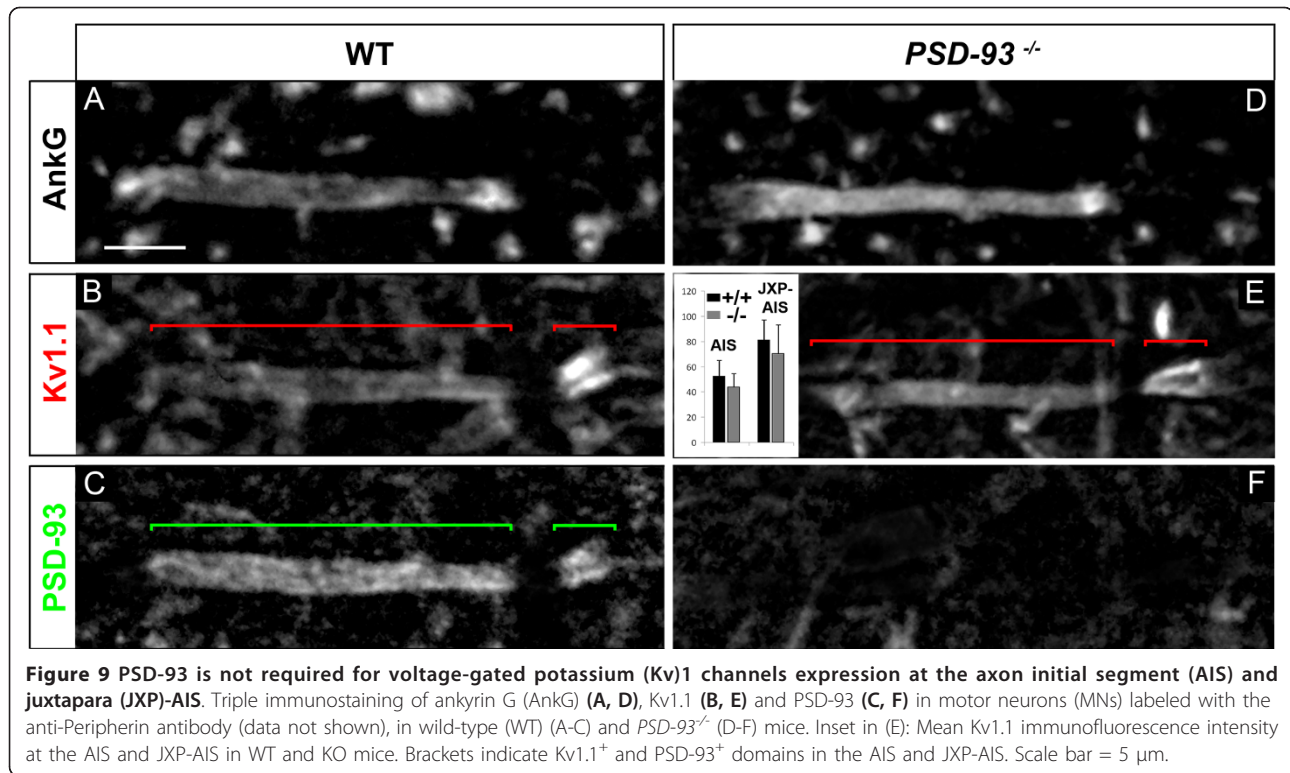 WT
PSD-93 -/-
AnkG
A
D
Kv1.1
B
E
120
100
80
60
40
20
0
+/+
-/-
AIS
JXP-
AIS
PSD-93
C
F
Figure 9 PSD-93 is not required for voltage-gated potassium (Kv)1 channels expression at the axon initial segment (AIS) and
juxtapara (JXP)-AIS. Triple immunostaining of ankyrin G (AnkG) (A, D), Kv1.1 (B, E) and PSD-93 (C, F) in motor neurons (MNs) labeled with the
anti-Peripherin antibody (data not shown), in wild-type (WT) (A-C) and PSD-93-/- (D-F) mice. Inset in (E): Mean Kv1.1 immunofluorescence intensity
at the AIS and JXP-AIS in WT and KO mice. Brackets indicate Kv1.1+ and PSD-93+ domains in the AIS and JXP-AIS. Scale bar = 5 μm.